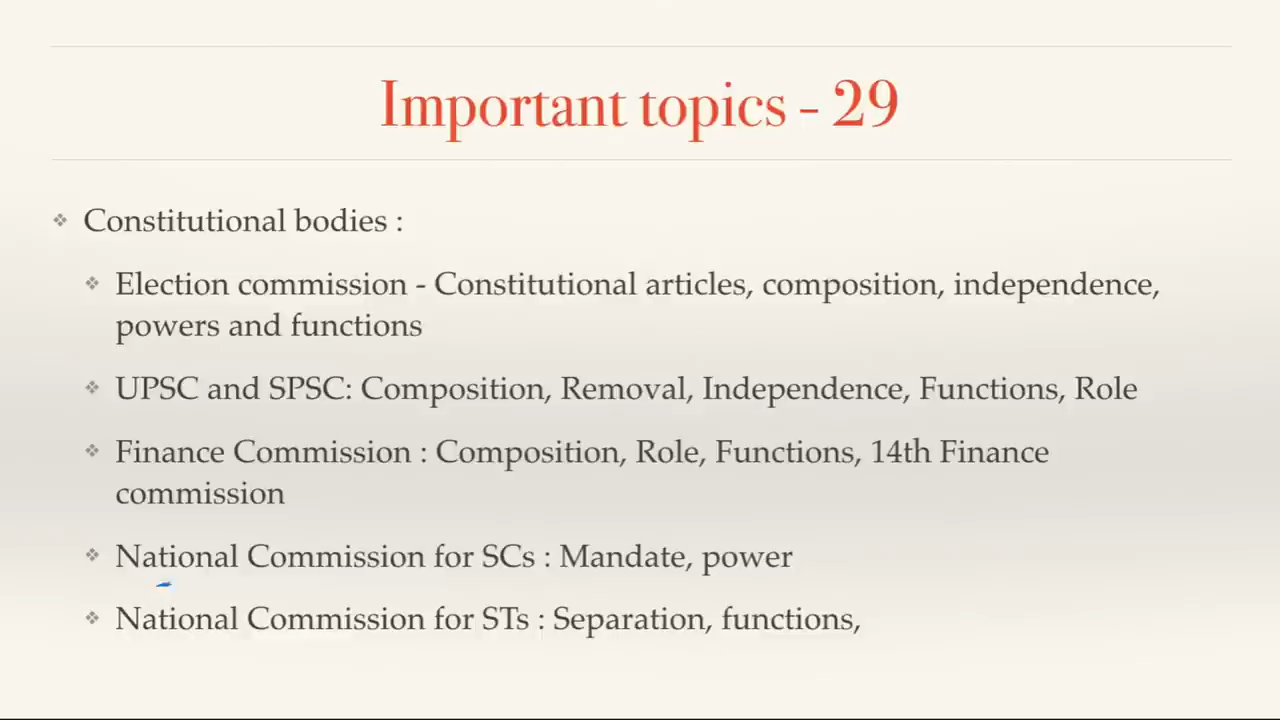 Important topics - 29
Constitutional bodies :
Election commission - Constitutional articles, composition, independence,
powers and functions
UPSC and SPSC: Composition, Removal, Independence, Functions, Role
Finance Commission : Composition, Role, Functions, 14th Finance
commission
National Commission for SCs : Mandate, power
National Commission for STs : Separation, functions,